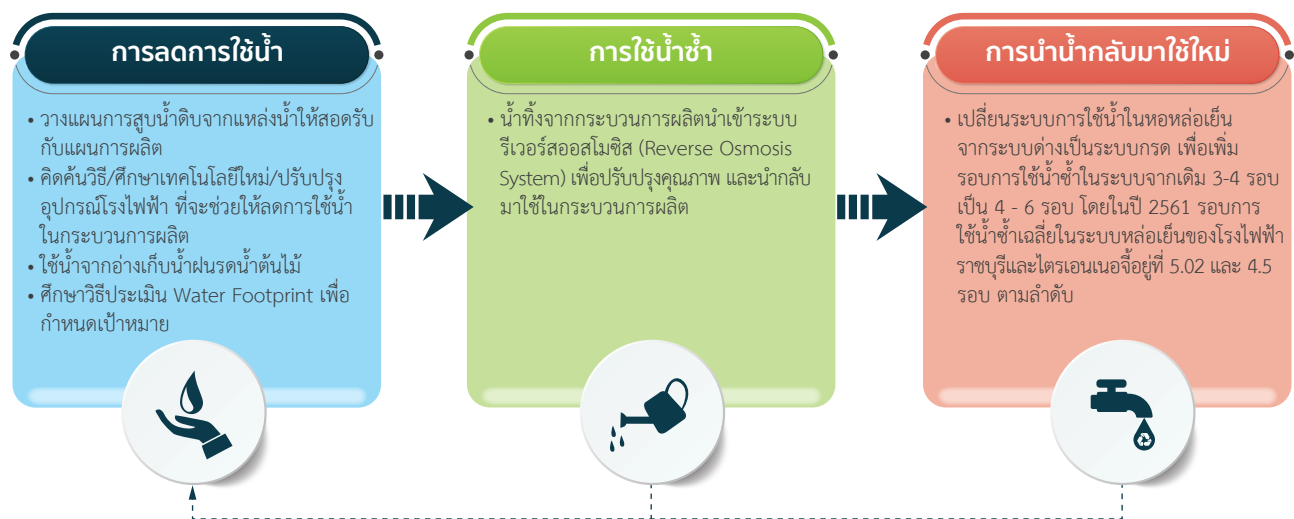 การลดการใช้น้ำ
• วางแผนการสูบน้ำดิบจากแหล่งน้ำให้สอดรับ
กับแผนการผลิต
• คิดค้นวิธี/ศึกษาเทคโนโลยีใหม่/ปรับปรุง
อุปกรณ์โรงไฟฟ้า ที่จะช่วยให้ลดการใช้น้ำ
ในกระบวนการผลิต
• ใช้น้ำจากอ่างเก็บน้ำฝนรดน้ำต้นไม้
• ศึกษาวิธีประเมิน Water Footprint เพื่อ
กำหนดเป้าหมาย
การใช้น้ำซ้ำ
• น้ำทิ้งจากกระบวนการผลิตนำเข้าระบบ
รีเวอร์สออสโมซิส (Reverse Osmosis
System) เพื่อปรับปรุงคุณภาพ และนำกลับ
มาใช้ในกระบวนการผลิต
การนำน้ำกลับมาใช้ใหม่
• เปลี่ยนระบบการใช้น้ำในหอหล่อเย็น
จากระบบด่างเป็นระบบกรด เพื่อเพิ่ม
รอบการใช้น้ำซ้ำในระบบจากเดิม 3-4 รอบ
เป็น 4 - 6 รอบ โดยในปี 2561 รอบการ
ใช้น้ำซ้ำเฉลี่ยในระบบหล่อเย็นของโรงไฟฟ้า
ราชบุรีและไตรเอนเนอจี้อยู่ที่ 5.02 และ 4.5
รอบ ตามลำดับ